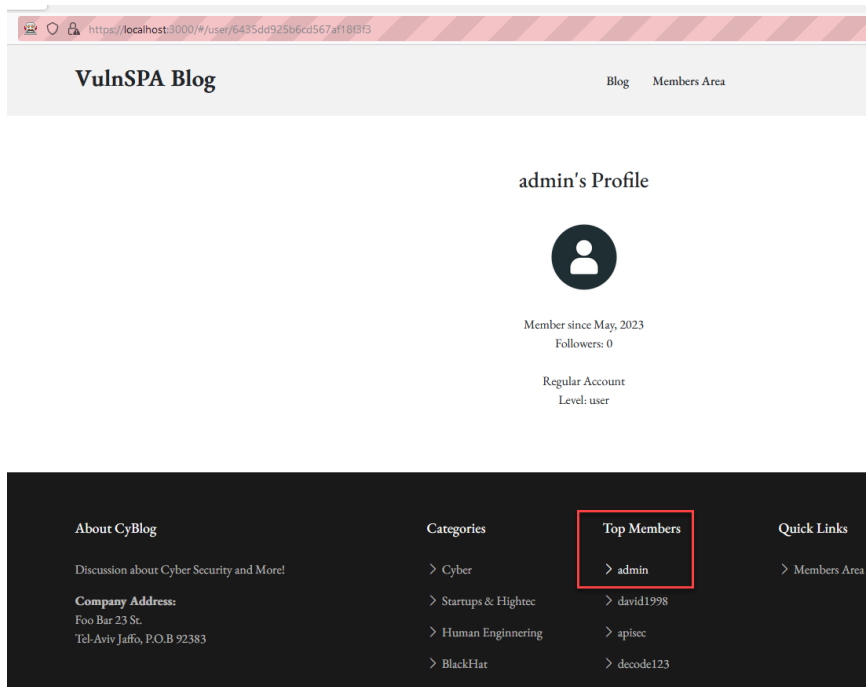 https://localhost:3000/#/user/6435dd925b6cd567af18f3f3
VulnSPA Blog
Blog
Members Area
admin's Profile
Member since May, 2023
Followers: 0
Regular Account
Level: user
About CyBlog
Discussion about Cyber Security and More!
Company Address:
Foo Bar 23 St.
Tel-Aviv Jaffo, P.O.B 92383
Categories
Cyber
Startups & Hightec
Human Enginnering
BlackHat
Top Members
admin
david1998
apisec
decode123
Quick Links
Members Area